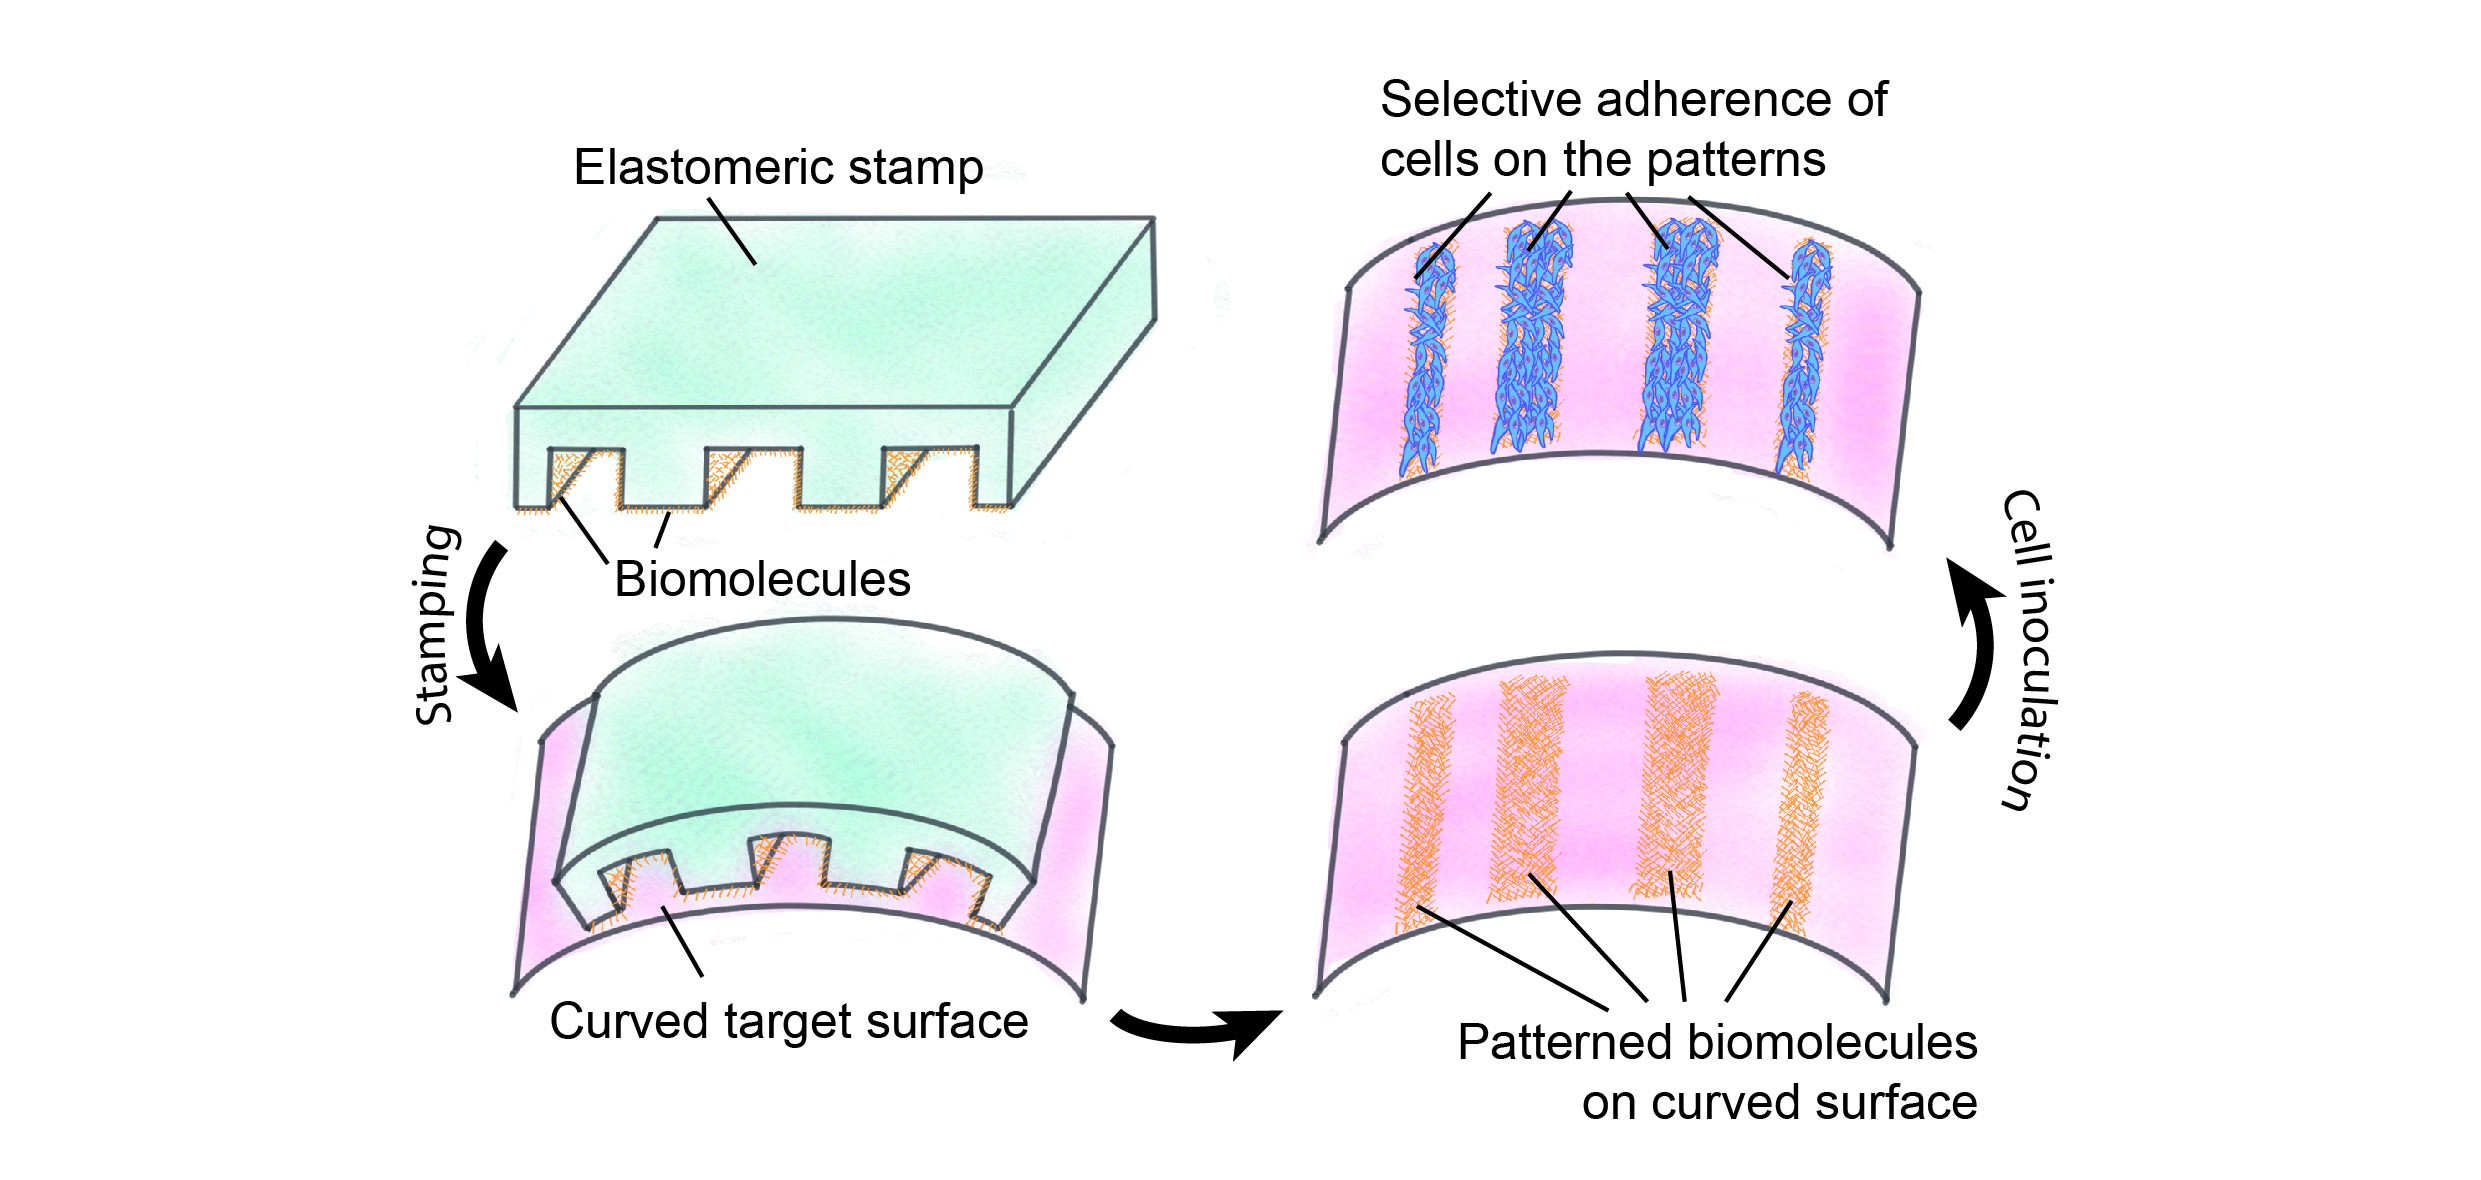 Elastomeric stamp
Biomolecules
Stamping
Curved target surface
Patterned biomolecules
on curved surface
Cell inoculation
Selective adherence of
cells on the patterns